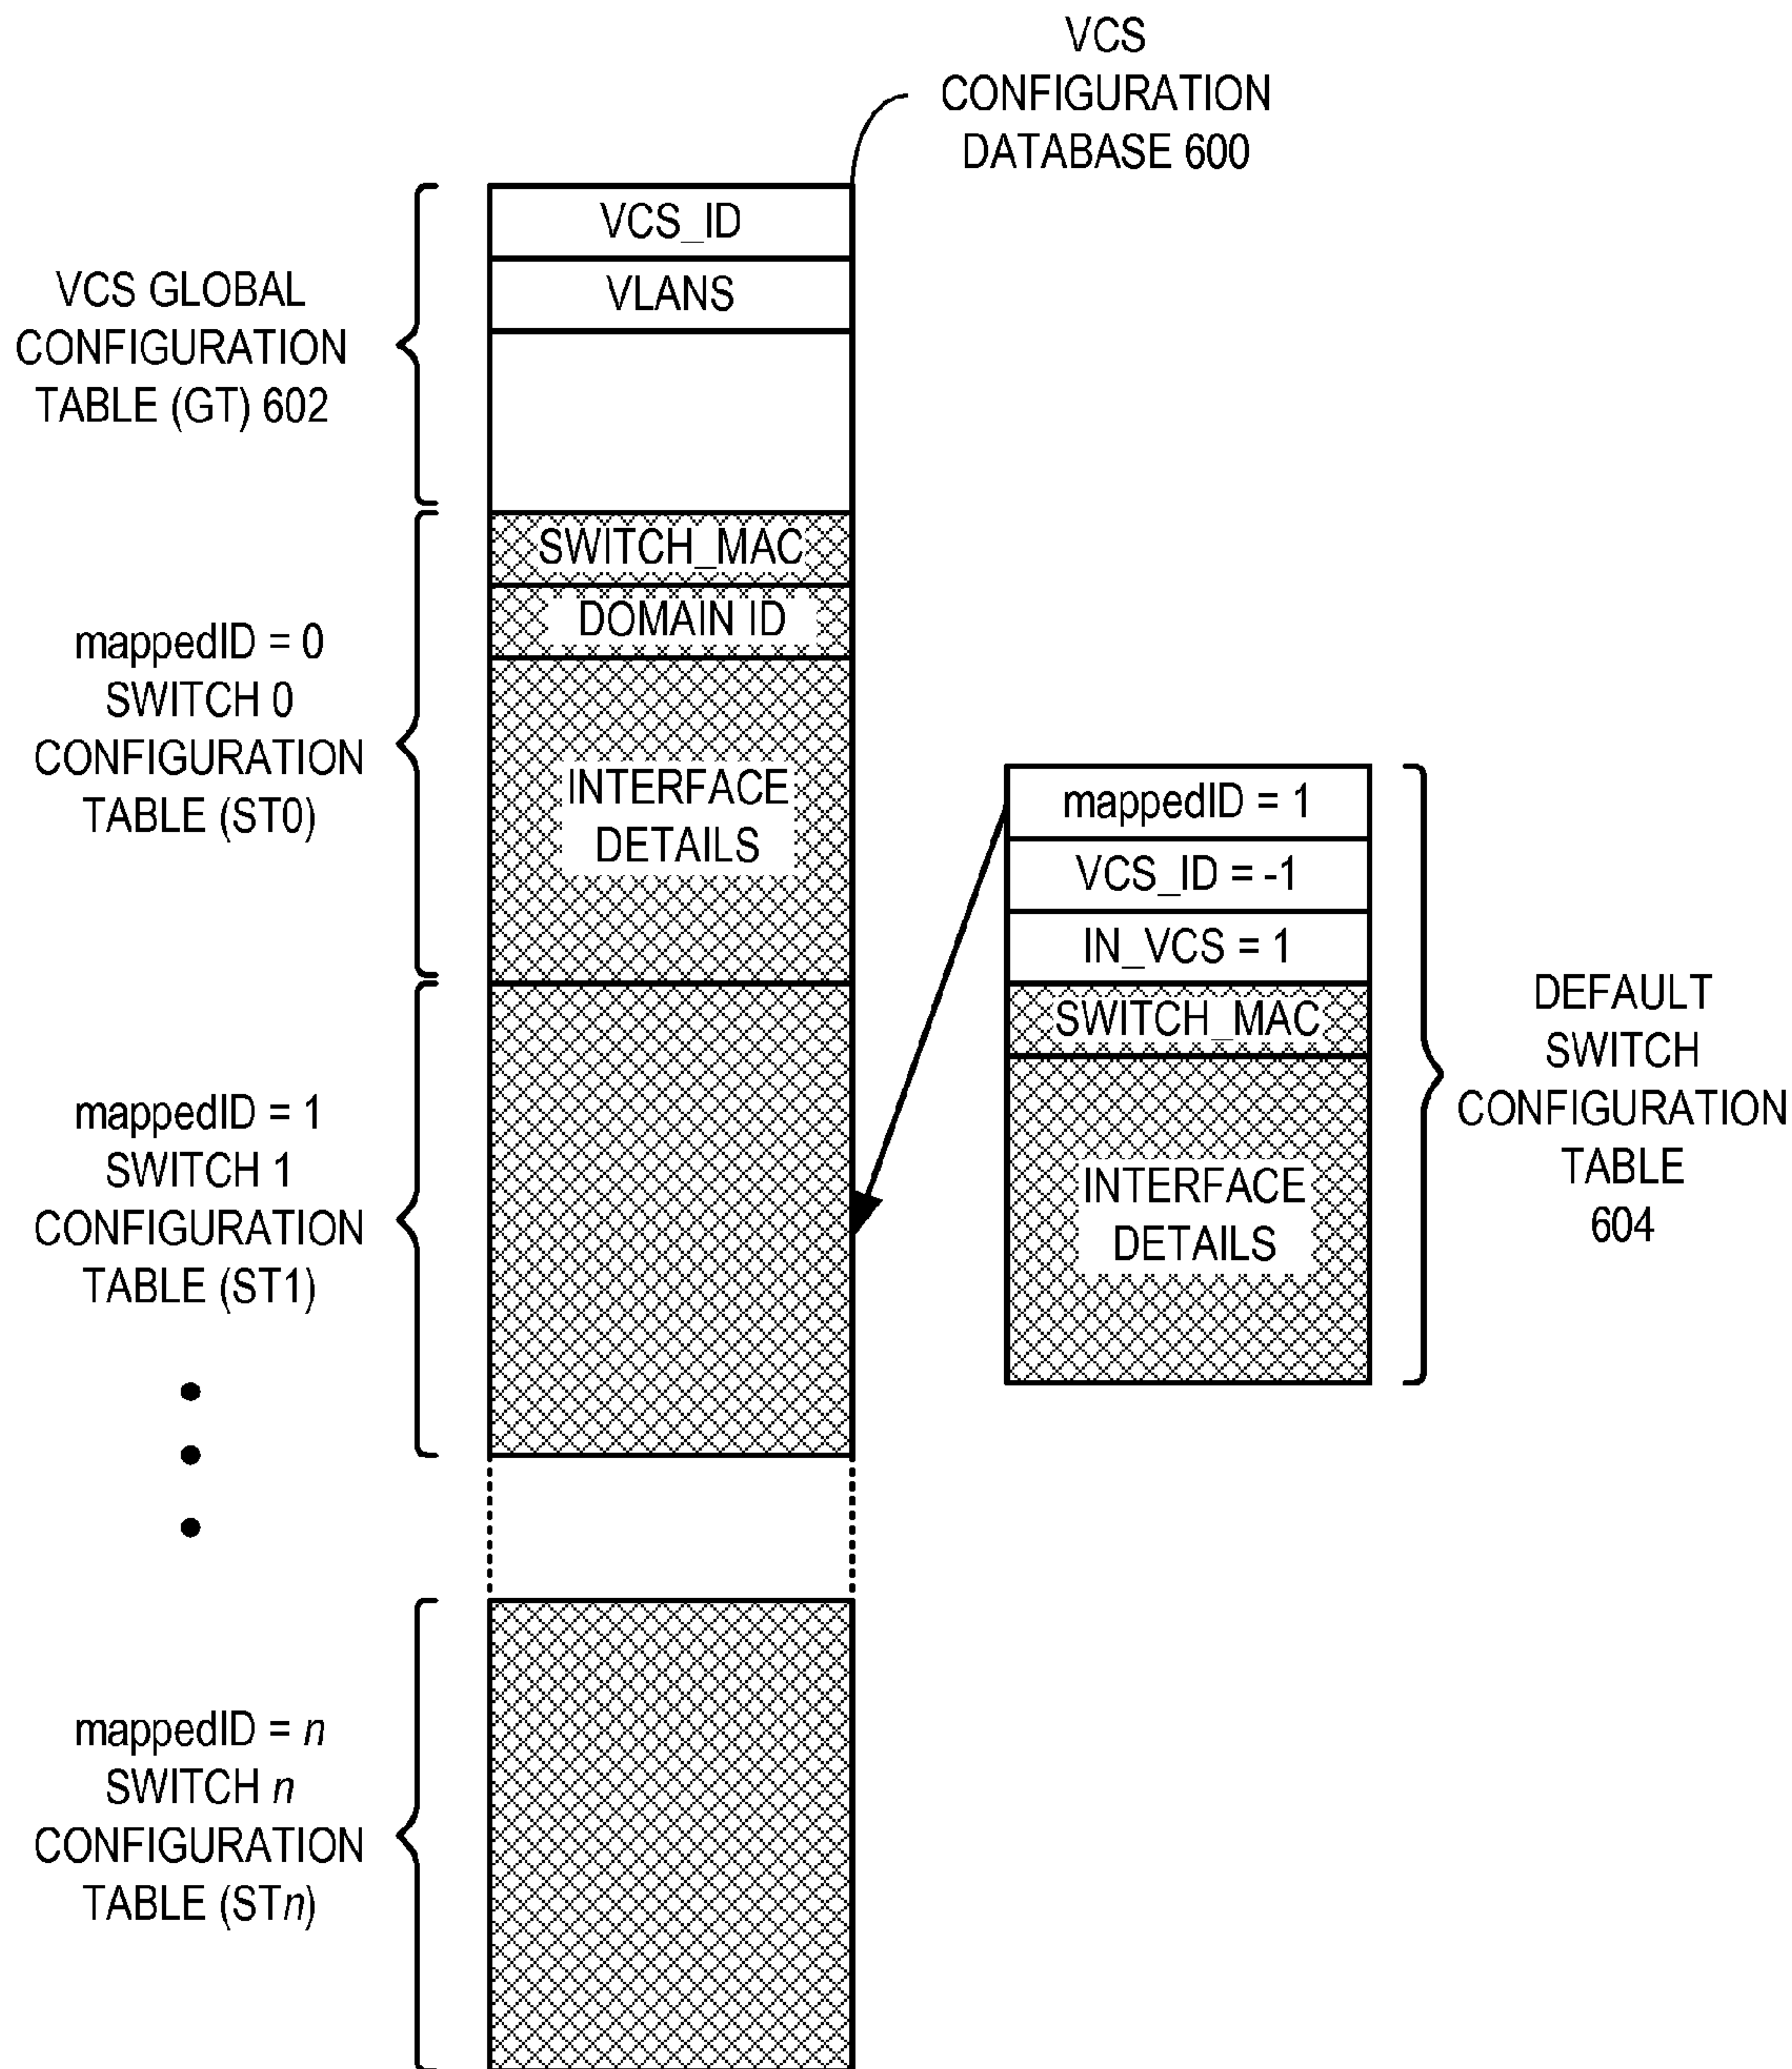 VCS
CONFIGURATION
DATABASE 600
VCS GLOBAL
CONFIGURATION
TABLE (GT) 602
VCS_ID
VLANS
mappedID = 0
SWITCH 0
CONFIGURATION
TABLE (ST0)
SWITCH_MAC
DOMAIN ID
INTERFACE
DETAILS
mappedID = 1
VCS_ID = -1
IN_VCS = 1
SWITCH_MAC
INTERFACE
DETAILS
DEFAULT
SWITCH
CONFIGURATION
TABLE
604
mappedID = 1
SWITCH 1
CONFIGURATION
TABLE (ST1)
mappedID = n
SWITCH n
CONFIGURATION
TABLE (STn)